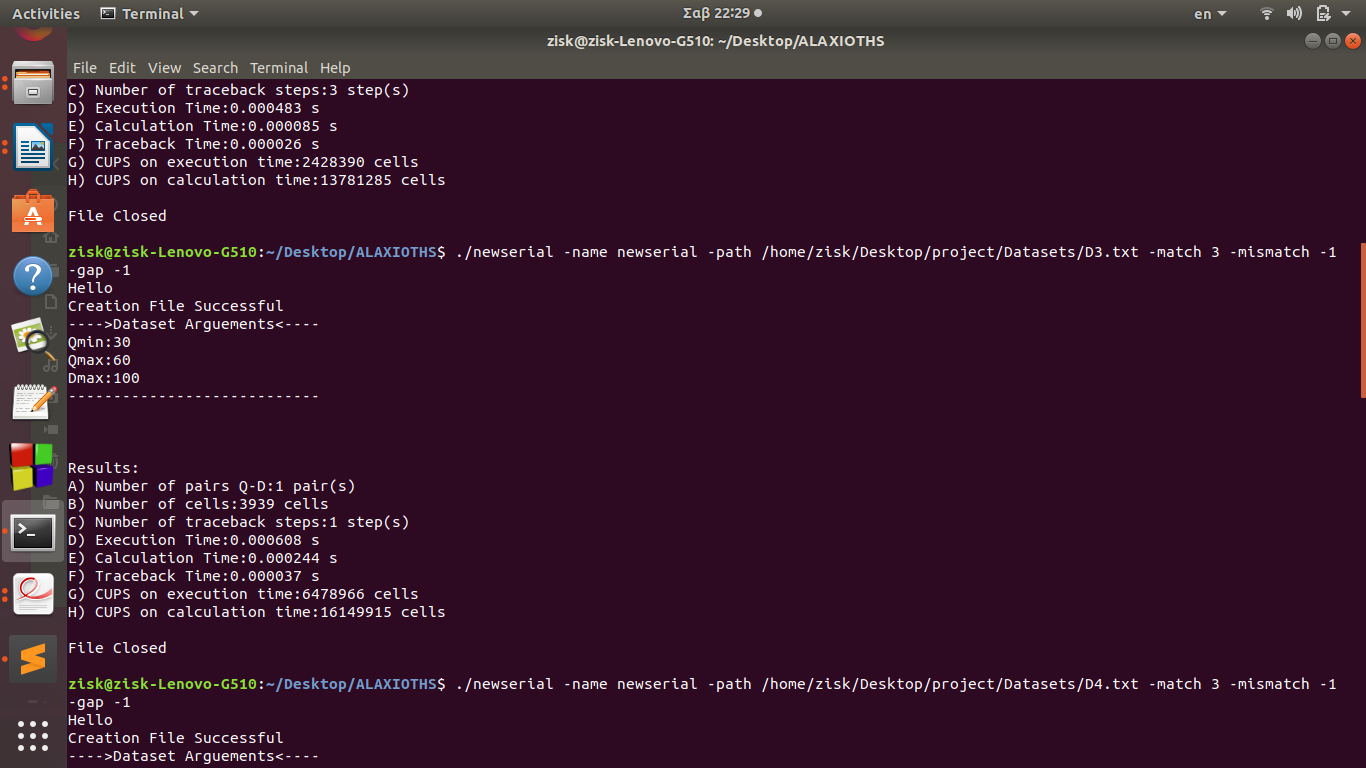 Activities Terminal Σαβ 22:29 en
zisk@zisk-Lenovo-G510: ~/Desktop/ALAXIOTHS
File Edit View Search Terminal Help
C) Number of traceback steps:3 step(s)
D) Execution Time:0.000483 s
E) Calculation Time:0.000085 s
F) Traceback Time:0.000026 s
G) CUPS on execution time:2428390 cells
H) CUPS on calculation time:13781285 cells
File Closed
zisk@zisk-Lenovo-G510:~/Desktop/ALAXIOTHS$ ./newserial -name newserial -path /home/zisk/Desktop/project/Datasets/D3.txt -match 3 -mismatch -1
-gap -1
Hello
Creation File Successful
---->Dataset Arguements<----
Qmin:30
Qmax:60
Dmax:100
----------------------------
Results:
A) Number of pairs Q-D:1 pair(s)
B) Number of cells:3939 cells
C) Number of traceback steps:1 step(s)
D) Execution Time:0.000608 s
E) Calculation Time:0.000244 s
F) Traceback Time:0.000037 s
G) CUPS on execution time:6478966 cells
H) CUPS on calculation time:16149915 cells
File Closed
zisk@zisk-Lenovo-G510:~/Desktop/ALAXIOTHS$ ./newserial -name newserial -path /home/zisk/Desktop/project/Datasets/D4.txt -match 3 -mismatch -1
-gap -1
Hello
Creation File Successful
---->Dataset Arguements<----